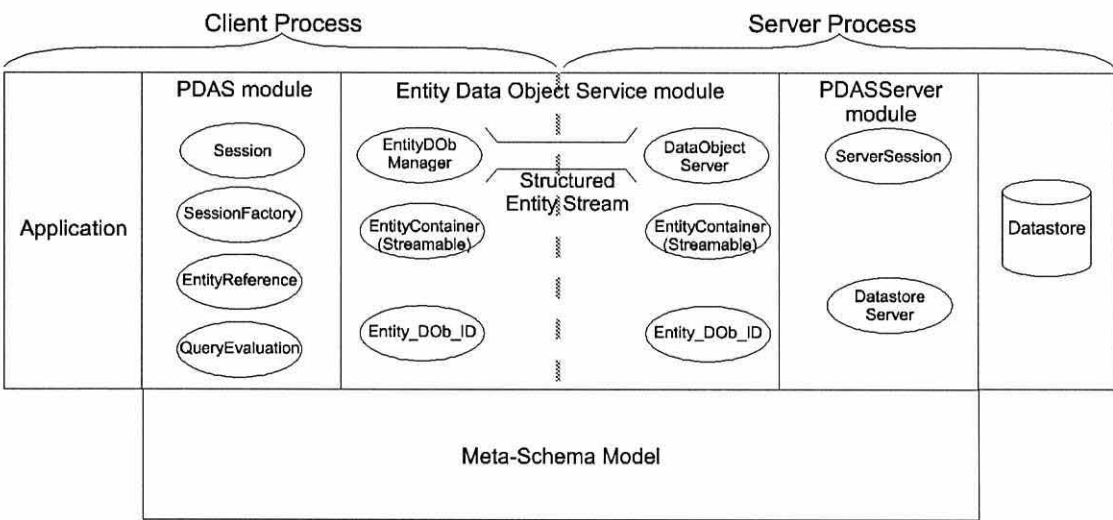 Client Process
Server Process
PDAS module
Entity Data Object Service module
PDASServer
module
Application
Session
SessionFactory
EntityReference
QueryEvaluation
EntityDOb
Manager
EntityContainer
(Streamable)
Entity_DOb_ID
Structured
Entity Stream
DataObject
Server
EntityContainer
(Streamable)
Entity_DOb_ID
ServerSession
Datastore
Server
Datastore
Meta-Schema Model